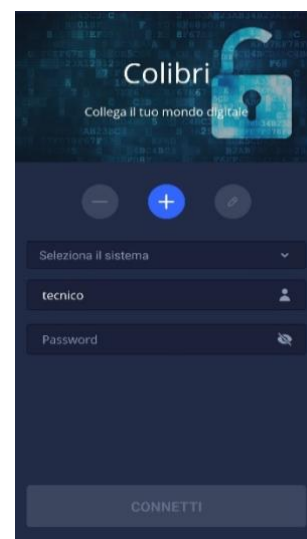 Colibri
Collega il tuo mondo digitale
Seleziona il sistema
tecnico
Password
CONNETTI